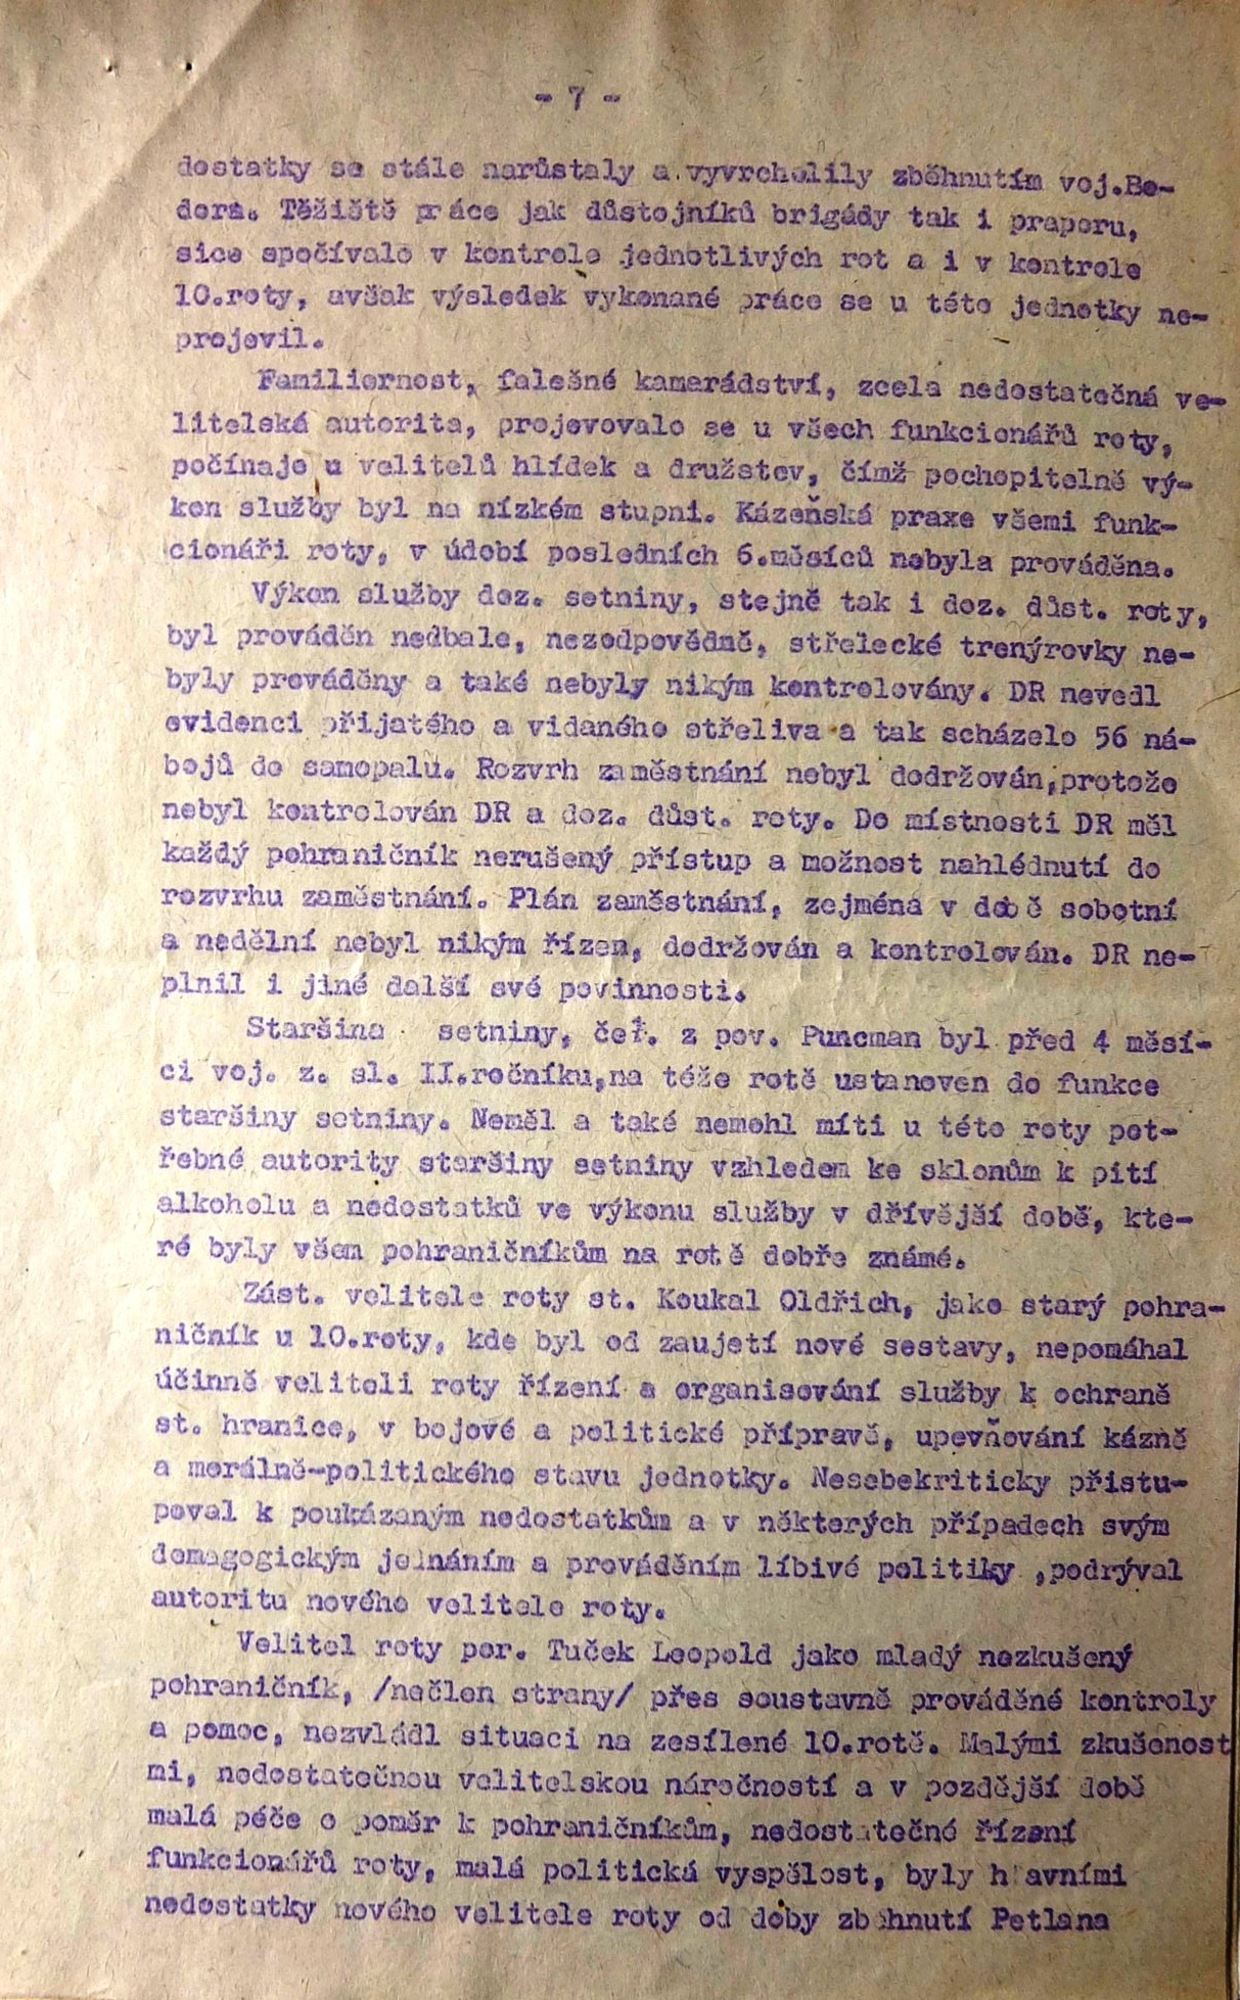 - 7 -
dostatky se stále narůstaly a vyvrcholily zběhnutím voj.Be-
dera. Těžiště práce jak důstojníků brigády tak i praporu,
sice spočívalo v kontrole jednotlivých rot a i v kontrole
10.roty, avšak výsledek vykonané práce se u této jednotky ne-
projevil.
Familiernost, falešné kamarádství, zcela nedostatečná ve-
litelská autorita, projevovalo se u všech funkcionářů roty,
počínaje u velitelů hlídek a družstev, čímž pochopitelně vý-
kon služby byl na nízkém stupni. Kázeňská praxe všemi funk-
cionáři roty, v údobí posledních 6.měsíců nebyla prováděna.
Výkon služby doz. setniny, stejně tak i doz. důst. roty,
byl prováděn nedbale, nezodpovědně, střelecké trenýrovky ne-
byly prováděny a také nebyly nikým kontrolovány. DR nevedl
evidenci přijatého a vidaného střeliva a tak scházelo 56 ná-
bojů do samopalu. Rozvrh zaměstnání nebyl dodržován,protože
nebyl kontrolován DR a doz. důst. roty. Do místnosti DR měl
každý pohraničník nerušený přístup a možnost nahlédnutí do
rozvrhu zaměstnání. Plán zaměstnání, zejména v době sobotní
a nedělní nebyl nikým řízen, dodržován a kontrolován. DR ne-
plnil i jiné další své povinnosti.
Staršina setniny, čet. z pov. Puncman byl před 4 měsí-
ci voj. z. sl. II.ročníku,na téže rotě ustanoven do funkce
staršiny setniny. Neměl a také nemohl míti u této roty pot-
řebné autority staršiny setniny vzhledem ke sklonům k pití
alkoholu a nedostatků ve výkonu služby v dřívější době, kte-
ré byly všem pohraničníkům na rotě dobře známé.
Zást. velitele roty st. Koukal Oldřich, jako starý pohra-
ničník u 10.roty, kde byl od zaujetí nové sestavy, nepomáhal
účinně veliteli roty řízení a organisování služby k ochraně
st. hranice, v bojové a politické přípravě, upevňování kázně
a morálně-politického stavu jednotky. Nesebekriticky přistu-
poval k poukázaným nedostatkům a v některých případech svým
demagogickým jednáním a prováděním líbivé politiky ,podrýval
autoritu nového velitele roty.
Velitel roty por. Tuček Leopold jako mladý nezkušený
pohraničník, /nečlen strany/ přes soustavně prováděné kontroly
a pomoc, nezvládl situaci na zesílené 10.rotě. Malými zkušenost
mi, nedostatečnou velitelskou náročností a v pozdější době
malá péče o poměr k pohraničníkům, nedostatečné řízení
funkcionářů roty, malá politická vyspělost, byly hlavními
nedostatky nového velitele roty od doby zběhnutí Petlana